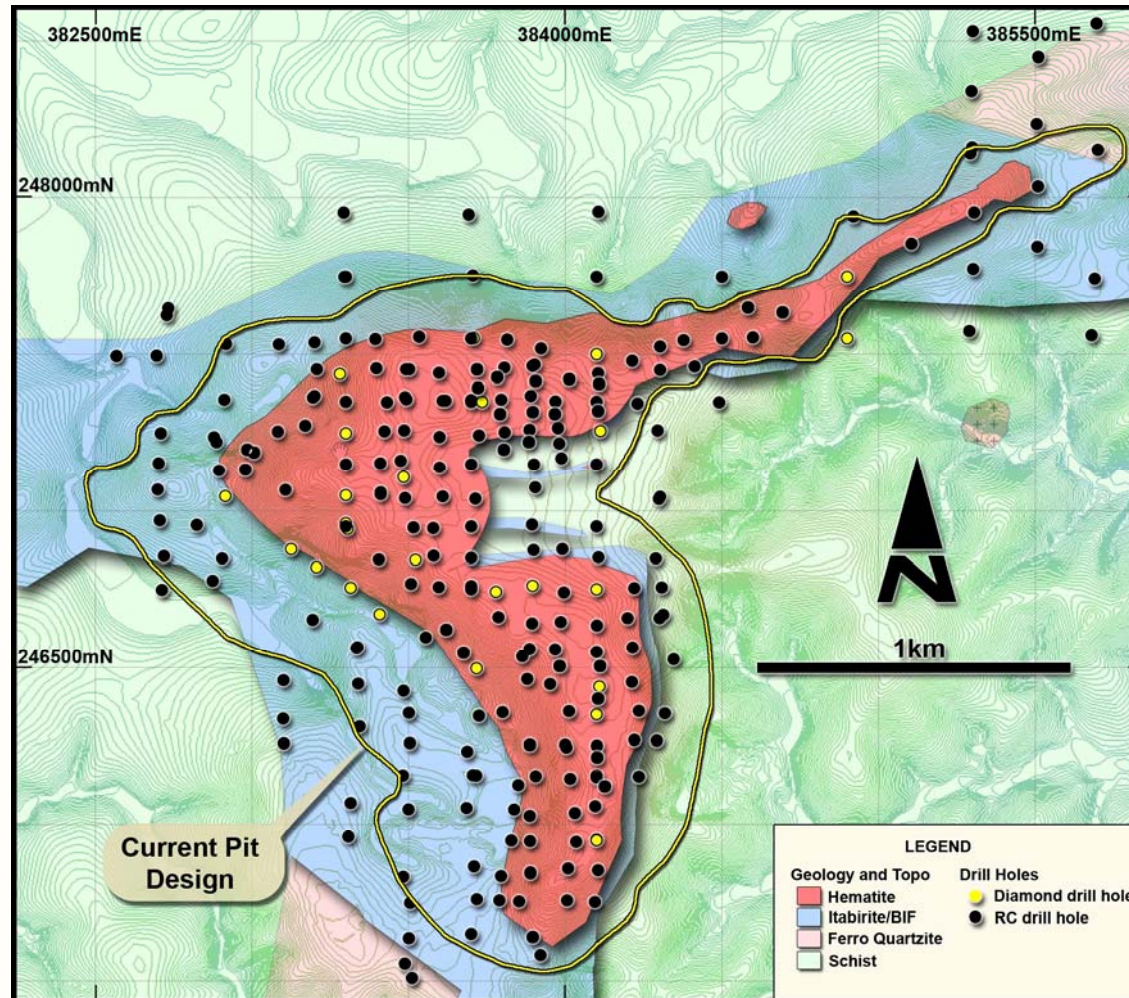 382500mE
384000mE
385500mE
248000mN
246500mN
1km
N
Current Pit
Design
LEGEND
Geology and Topo
Hematite
Itabirite/BIF
Ferro Quartzite
Schist
Drill Holes
Diamond drill hole
RC drill hole